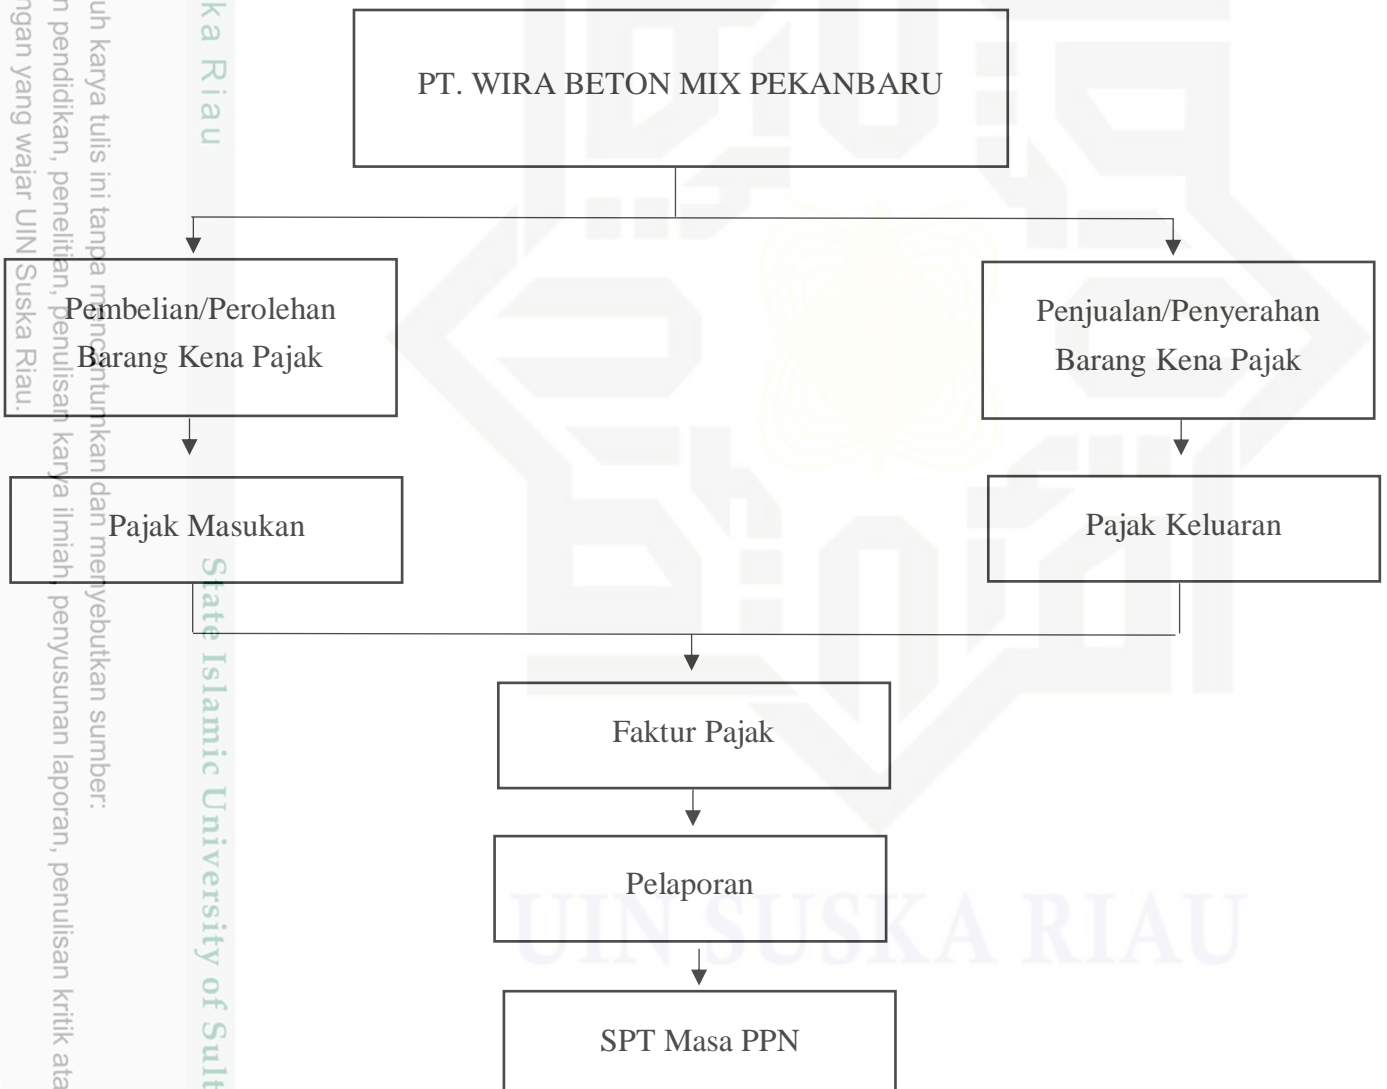 PT. WIRA BETON MIX PEKANBARU
Pembelian/Perolehan
Barang Kena Pajak
Penjualan/Penyerahan
Barang Kena Pajak
Pajak Masukan
Pajak Keluaran
Faktur Pajak
Pelaporan
SPT Masa PPN
UIN SUSKA RIAU
ka Riau
State Islamic University of Sult
uh karya tulis ini tanpa mencantumkan dan menyebutkan sumber:
n pendidikan, penelitian, penulisan karya ilmiah, penyusunan laporan, penulisan kritik ata
ngan yang wajar UIN Suska Riau.